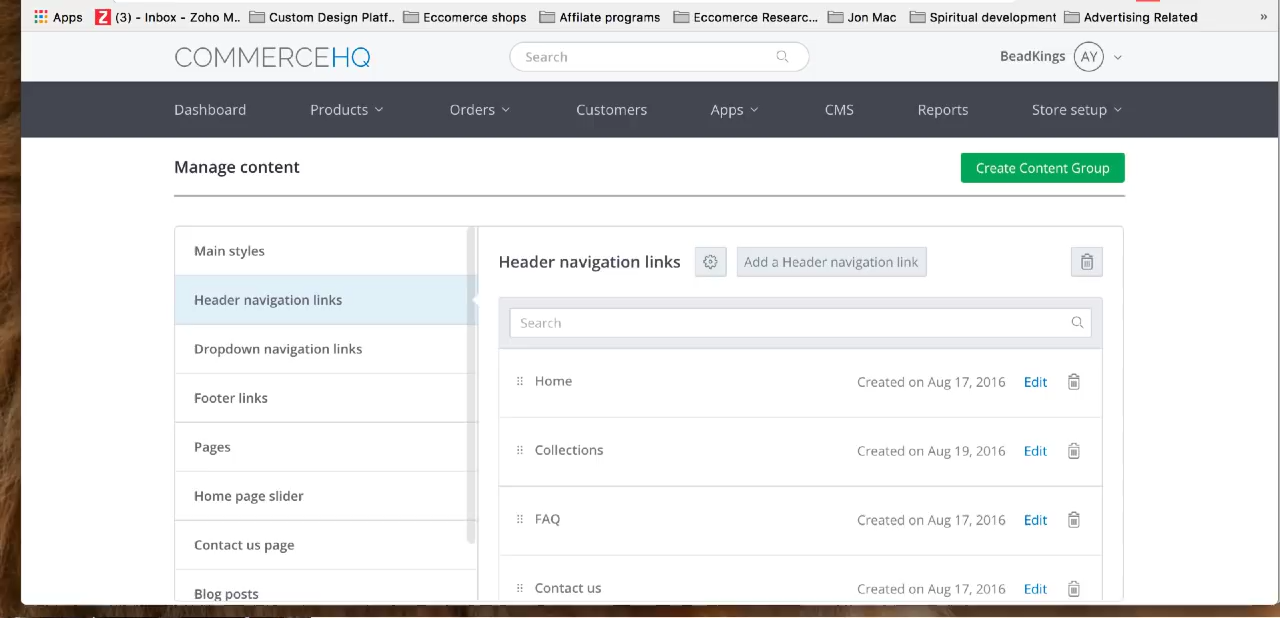 Apps Z (3) - Inbox - Zoho M.. Custom Design Platf.. Eccomerce shops Affilate programs Eccomerce Researc... Jon Mac Spiritual development Advertising Related »
COMMERCEHQ Search BeadKings AY
Dashboard Products Orders Customers Apps CMS Reports Store setup
Manage content Create Content Group
Main styles
Header navigation links
Dropdown navigation links
Footer links
Pages
Home page slider
Contact us page
Blog posts
Header navigation links Add a Header navigation link
Search
Home Created on Aug 17, 2016 Edit
Collections Created on Aug 19, 2016 Edit
FAQ Created on Aug 17, 2016 Edit
Contact us Created on Aug 17, 2016 Edit